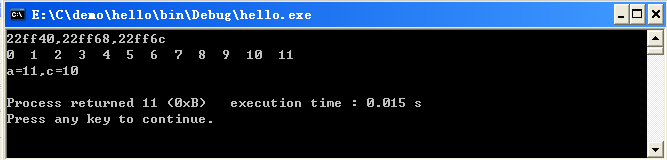 E:\C\demo\hello\bin\Debug\hello.exe
22ff40,22ff68,22ff6c
0  1  2  3  4  5  6  7  8  9  10  11
a=11,c=10
Process returned 11 (0xB)   execution time : 0.015 s
Press any key to continue.